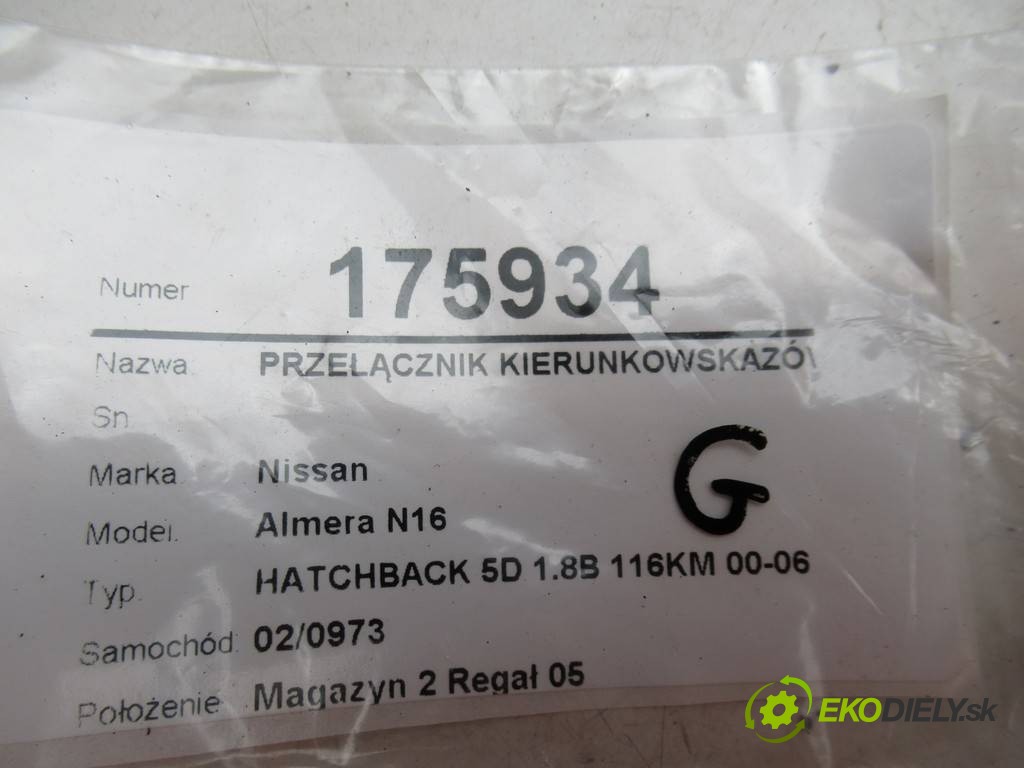 Numer 175934
Nazwa PRZEŁĄCZNIK KIERUNKOWSKAZÓ
Sn
Marka Nissan
G
Model. Almera N16
Typ. HATCHBACK 5D 1.8B 116KM 00-06
Samochód: 02/0973
Położenie Magazyn 2 Regał 05
EKODIELY.sk